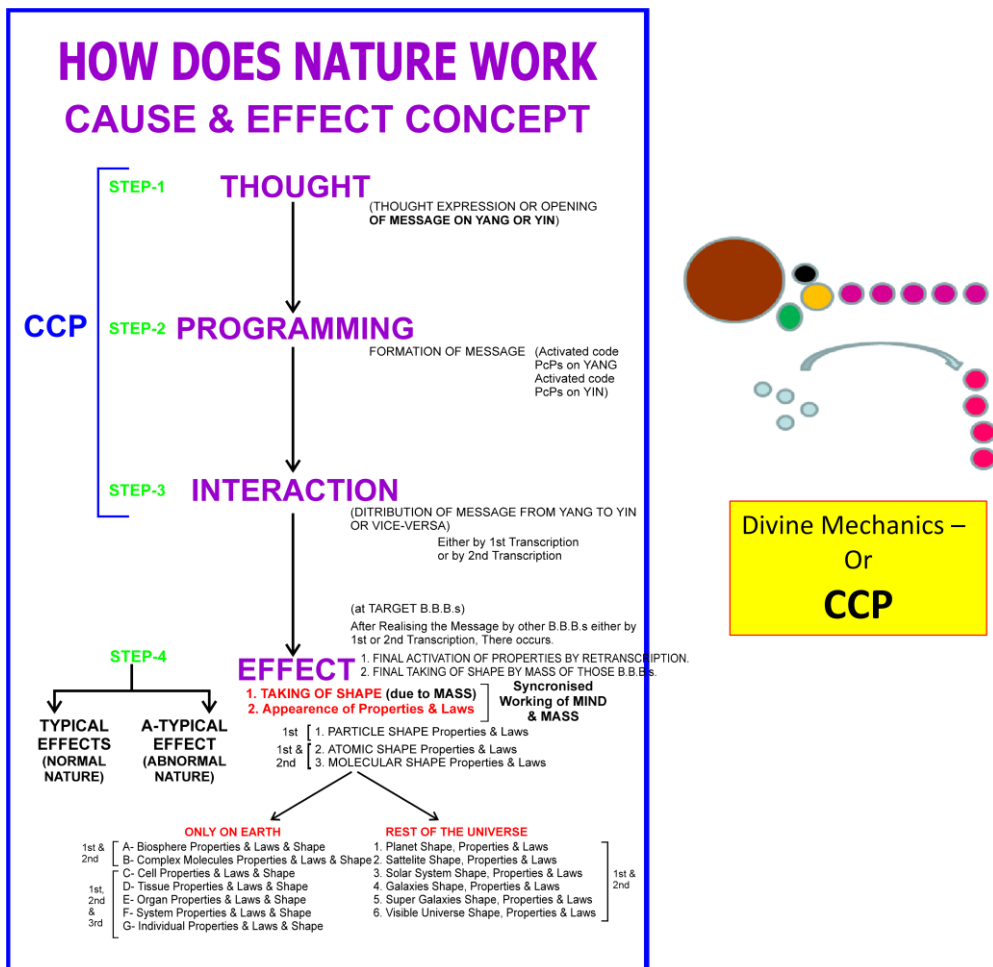 HOW DOES NATURE WORK
CAUSE & EFFECT CONCEPT
CCP
STEP-1
THOUGHT
(THOUGHT EXPRESSION OR OPENING
OF MESSAGE ON YANG OR YIN)
STEP-2
PROGRAMMING
FORMATION OF MESSAGE (Activated code
PcPs on YANG
Activated code
PcPs on YIN)
STEP-3
INTERACTION
(DITRIBUTION OF MESSAGE FROM YANG TO YIN
OR VICE-VERSA)
Either by 1st Transcription
or by 2nd Transcription
(at TARGET B.B.B.s)
After Realising the Message by other B.B.B.s either by
1st or 2nd Transcription, There occurs.
STEP-4
EFFECT
1. FINAL ACTIVATION OF PROPERTIES BY RETRANSCRIPTION.
2. FINAL TAKING OF SHAPE BY MASS OF THOSE B.B.B's.
1. TAKING OF SHAPE (due to MASS)
2. Appearence of Properties & Laws
Syncronised
Working of MIND
& MASS
TYPICAL
EFFECTS
(NORMAL
NATURE)
A-TYPICAL
EFFECT
(ABNORMAL
NATURE)
1st
1. PARTICLE SHAPE Properties & Laws
1st &
2nd
2. ATOMIC SHAPE Properties & Laws
3. MOLECULAR SHAPE Properties & Laws
ONLY ON EARTH
1st &
2nd
A- Biosphere Properties & Laws & Shape
B- Complex Molecules Properties & Laws & Shape
1st,
2nd
&
3rd
C- Cell Properties & Laws & Shape
D- Tissue Properties & Laws & Shape
E- Organ Properties & Laws & Shape
F- System Properties & Laws & Shape
G- Individual Properties & Laws & Shape
REST OF THE UNIVERSE
1. Planet Shape, Properties & Laws
2. Sattelite Shape, Properties & Laws
3. Solar System Shape, Properties & Laws
4. Galaxies Shape, Properties & Laws
5. Super Galaxies Shape, Properties & Laws
6. Visible Universe Shape, Properties & Laws
1st &
2nd
Divine Mechanics –
Or
CCP